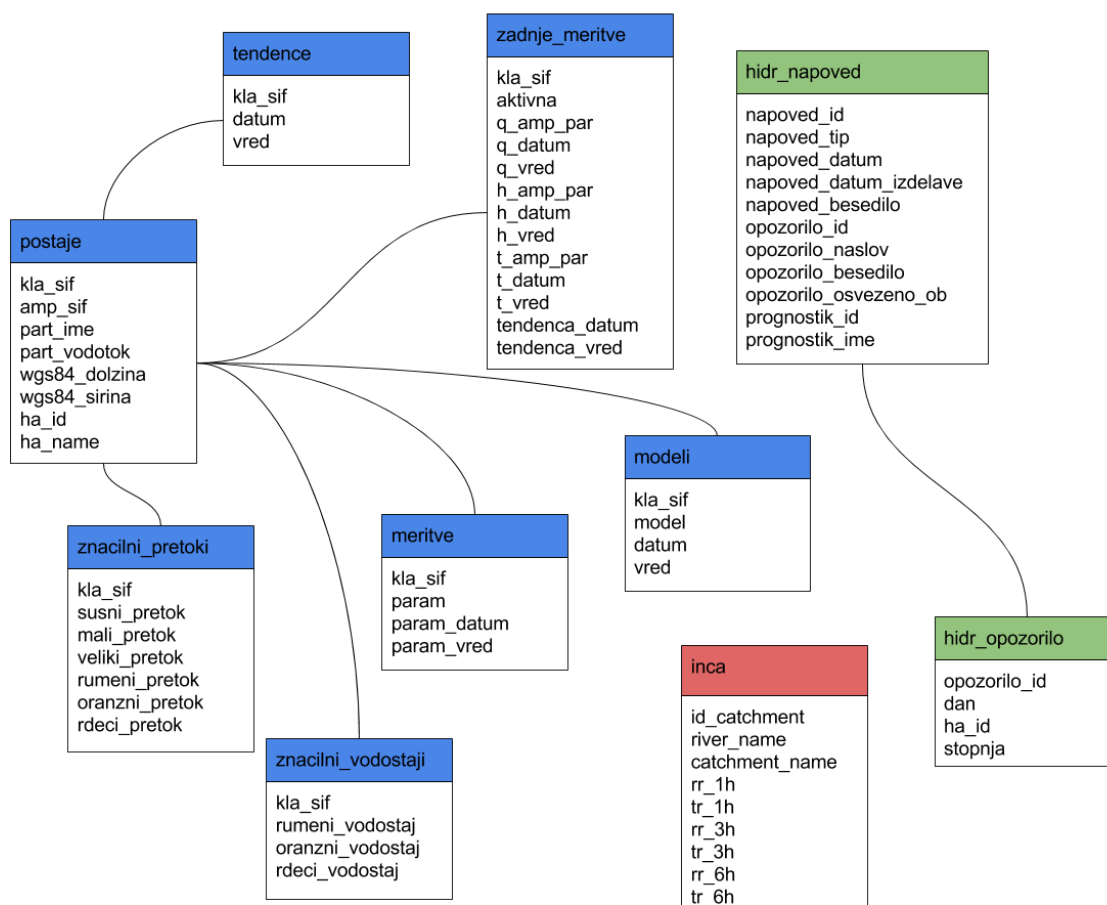 tendence
kla_sif
datum
vred
zadnje_meritve
kla_sif
aktivna
q_amp_par
q_datum
q_vred
h_amp_par
h_datum
h_vred
t_amp_par
t_datum
t_vred
tendenca_datum
tendenca_vred
hidr_napoved
napoved_id
napoved_tip
napoved_datum
napoved_datum_izdelave
napoved_besedilo
opozorilo_id
opozorilo_naslov
opozorilo_besedilo
opozorilo_osvezeno_ob
prognostik_id
prognostik_ime
postaje
kla_sif
amp_sif
part_ime
part_vodotok
wgs84_dolzina
wgs84_sirina
ha_id
ha_name
modeli
kla_sif
model
datum
vred
meritve
kla_sif
param
param_datum
param_vred
znacilni_pretoki
kla_sif
susni_pretok
mali_pretok
veliki_pretok
rumeni_pretok
oranzni_pretok
rdeci_pretok
hidr_opozorilo
opozorilo_id
dan
ha_id
stopnja
inca
id_catchment
river_name
catchment_name
rr_1h
tr_1h
rr_3h
tr_3h
rr_6h
tr_6h
znacilni_vodostaji
kla_sif
rumeni_vodostaj
oranzni_vodostaj
rdeci_vodostaj